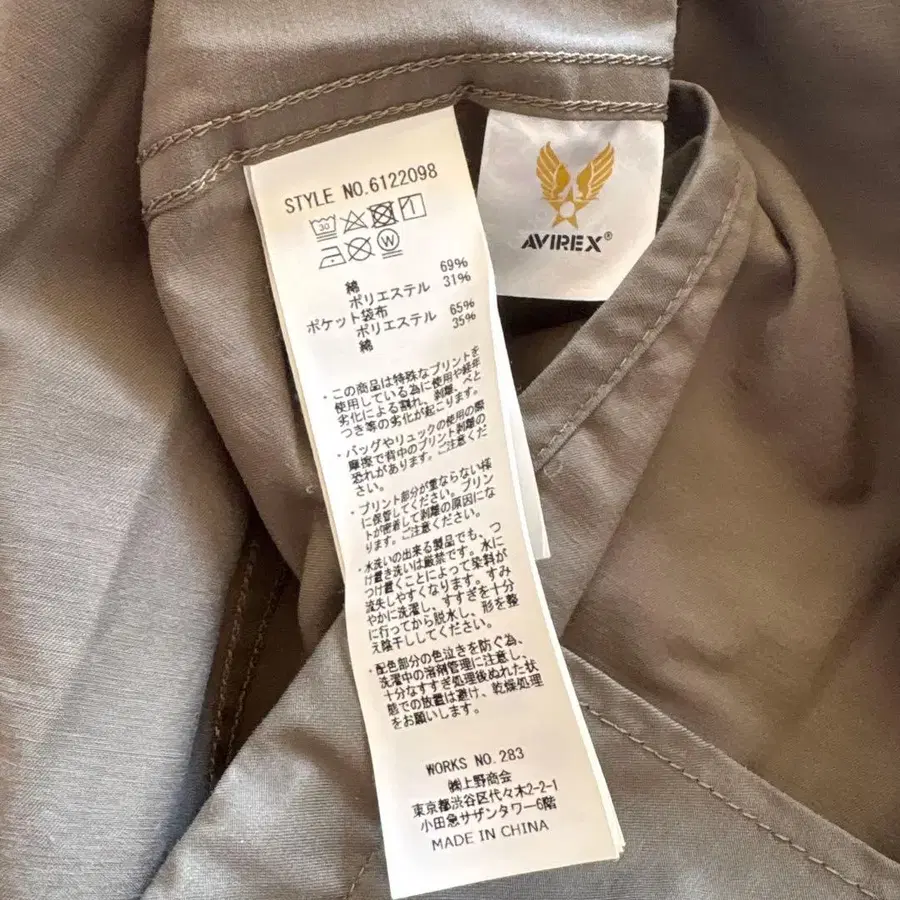 STYLE NO.6122098
30
W
綿 69%
ポリエステル 31%
ポケット袋布
ポリエステル 65%
綿 35%
・この商品は特殊なプリントを
使用している為に使用や経年
劣化による割れ、剥離、べと
つき等の劣化が起こります。
・バッグやリュックの使用の際
摩擦で背中のプリント剥離の
恐れがあります。ご注意くだ
さい。
・プリント部分が重ならない様
に保管してください。プリン
トが密着して剥離の原因にな
ります。ご注意ください。
・水洗いの出来る製品でも、つ
け置き洗いは厳禁です。水に
つけ置くことによって染料が
流失しやすくなります。すみ
やかに洗濯し、すすぎを十分
に行ってから脱水し、形を整
え陰干ししてください。
・配色部分の色泣きを防ぐ為、
洗濯中の溶剤管理に注意し、
十分なすすぎ処理後ぬれた状
態での放置は避け、乾燥処理
をお願いします。
WORKS NO.283
㈱上野商会
東京都渋谷区代々木2-2-1
小田急サザンタワー6階
MADE IN CHINA
AVIREX®